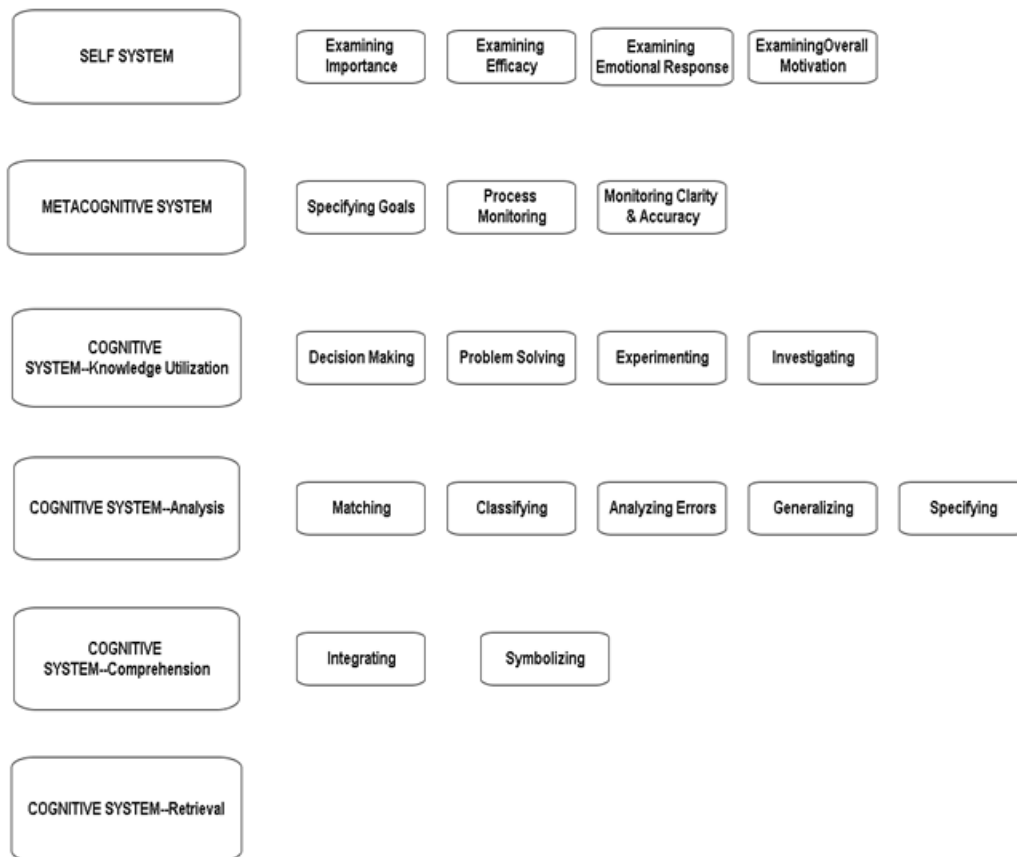 SELF SYSTEM
Examining
Importance
Examining
Efficacy
Examining
Emotional Response
ExaminingOverall
Motivation
METACOGNITIVE SYSTEM
Specifying Goals
Process
Monitoring
Monitoring Clarity
& Accuracy
COGNITIVE
SYSTEM--Knowledge Utilization
Decision Making
Problem Solving
Experimenting
Investigating
COGNITIVE SYSTEM--Analysis
Matching
Classifying
Analyzing Errors
Generalizing
Specifying
COGNITIVE
SYSTEM--Comprehension
Integrating
Symbolizing
COGNITIVE SYSTEM--Retrieval